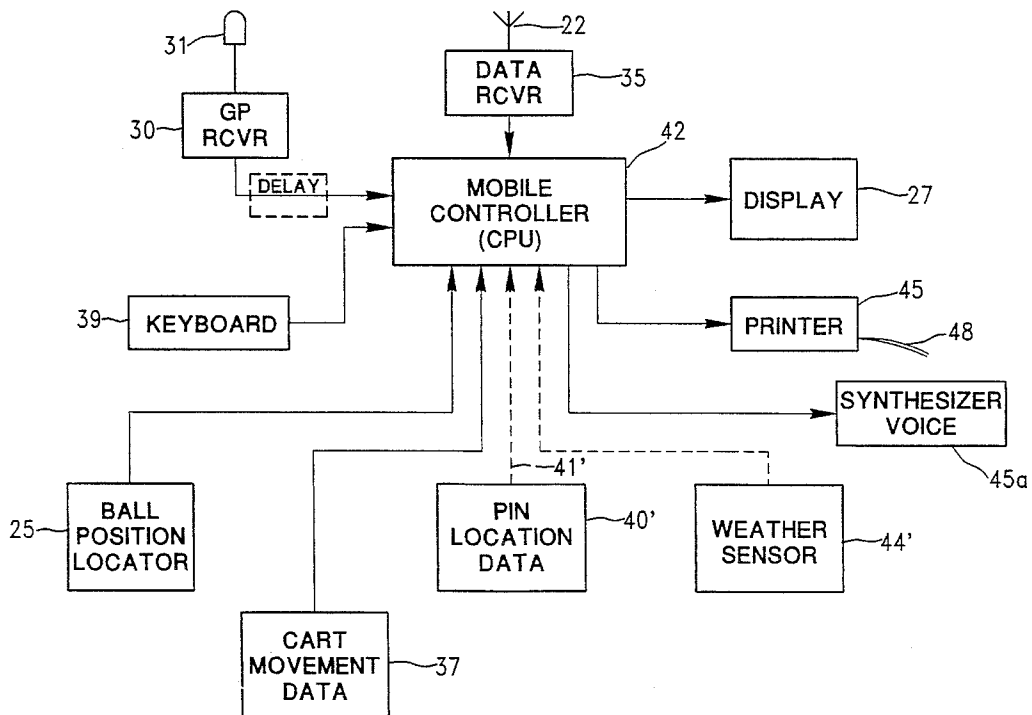 31
22
DATA
RCVR
35
GP
RCVR
30
DELAY
42
MOBILE
CONTROLLER
(CPU)
DISPLAY
27
39
KEYBOARD
45
PRINTER
48
SYNTHESIZER
VOICE
45a
41'
25
BALL
POSITION
LOCATOR
PIN
LOCATION
DATA
40'
WEATHER
SENSOR
44'
CART
MOVEMENT
DATA
37